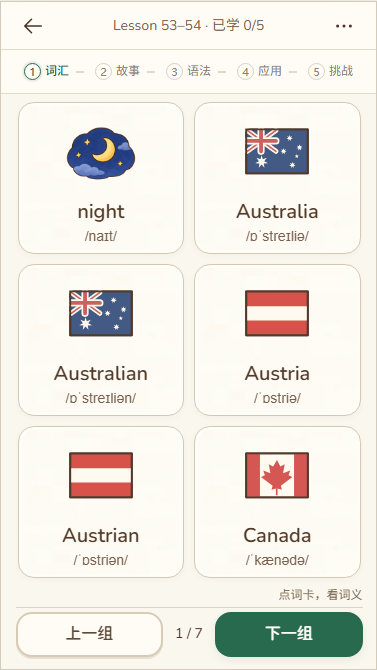 Lesson 53–54 · 已学 0/5
1 词汇 – 2 故事 – 3 语法 – 4 应用 – 5 挑战
night
/naɪt/
Australia
/ɒˈstreɪliə/
Australian
/ɒˈstreɪliən/
Austria
/ˈɒstriə/
Austrian
/ˈɒstriən/
Canada
/ˈkænədə/
点词卡，看词义
上一组
1 / 7
下一组